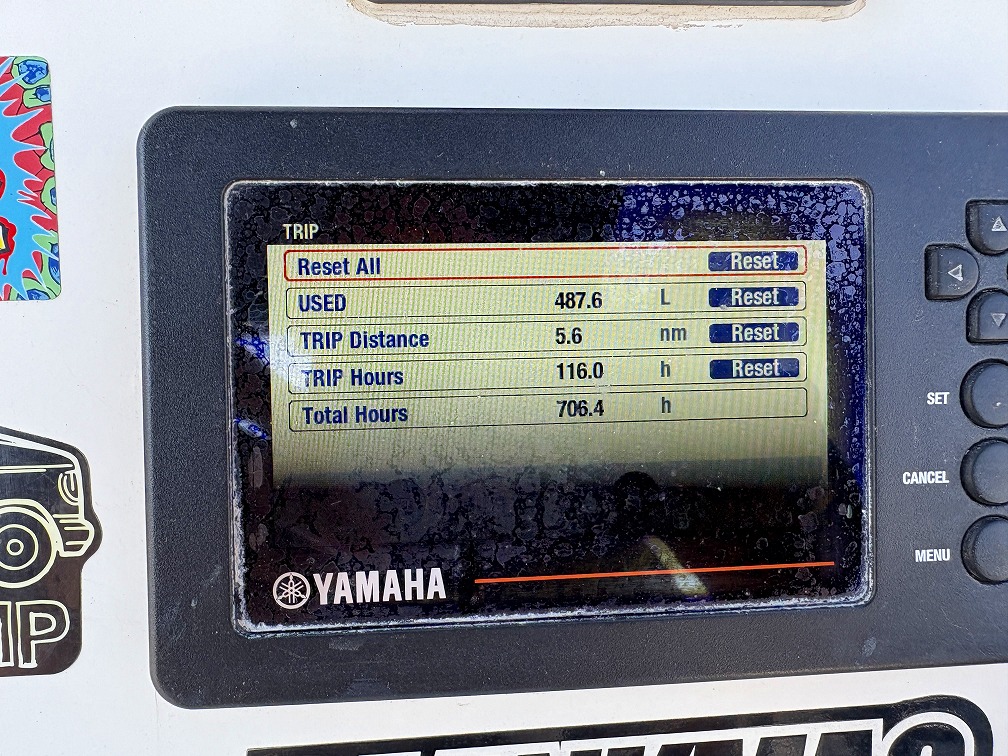 TRIP
Reset All Reset
USED 487.6 L Reset
TRIP Distance 5.6 nm Reset
TRIP Hours 116.0 h Reset
Total Hours 706.4 h
SET
CANCEL
MENU
YAMAHA